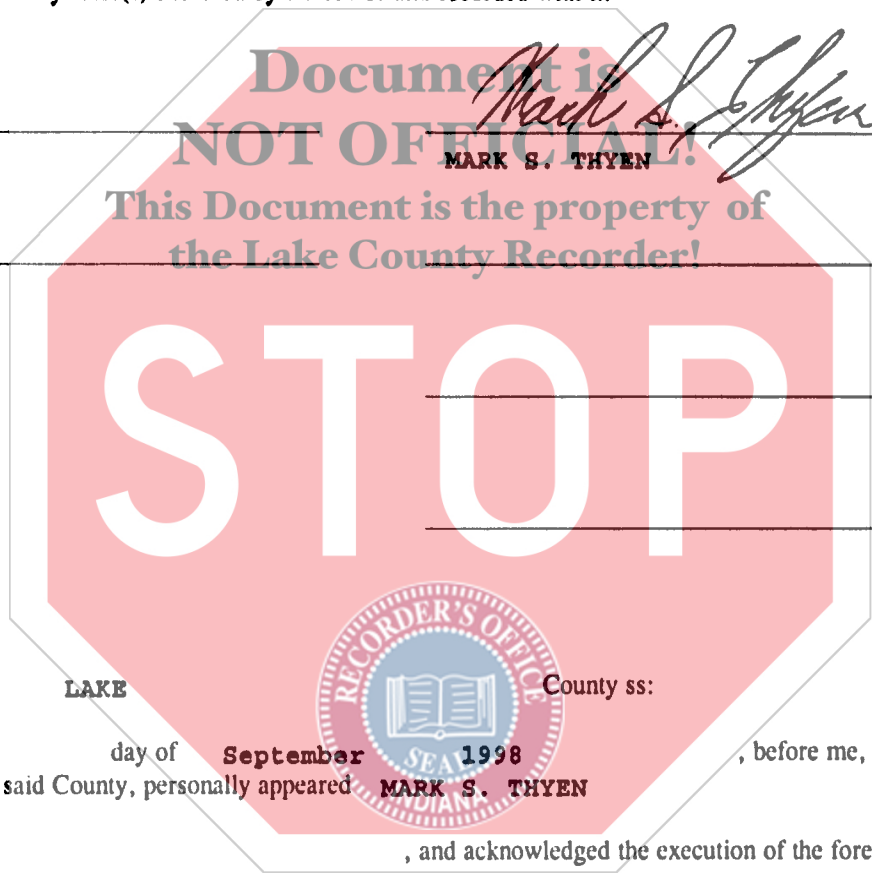 Document is
Mark S. Thyen
NOT OFFICIAL!
MARK S. THYEN
This Document is the property of
the Lake County Recorder!
STOP
RECORDER'S OFFICE
LAKE
County ss:
day of September 1998 , before me,
SEAL
said County, personally appeared MARK S. THYEN
INDIANA
, and acknowledged the execution of the fore